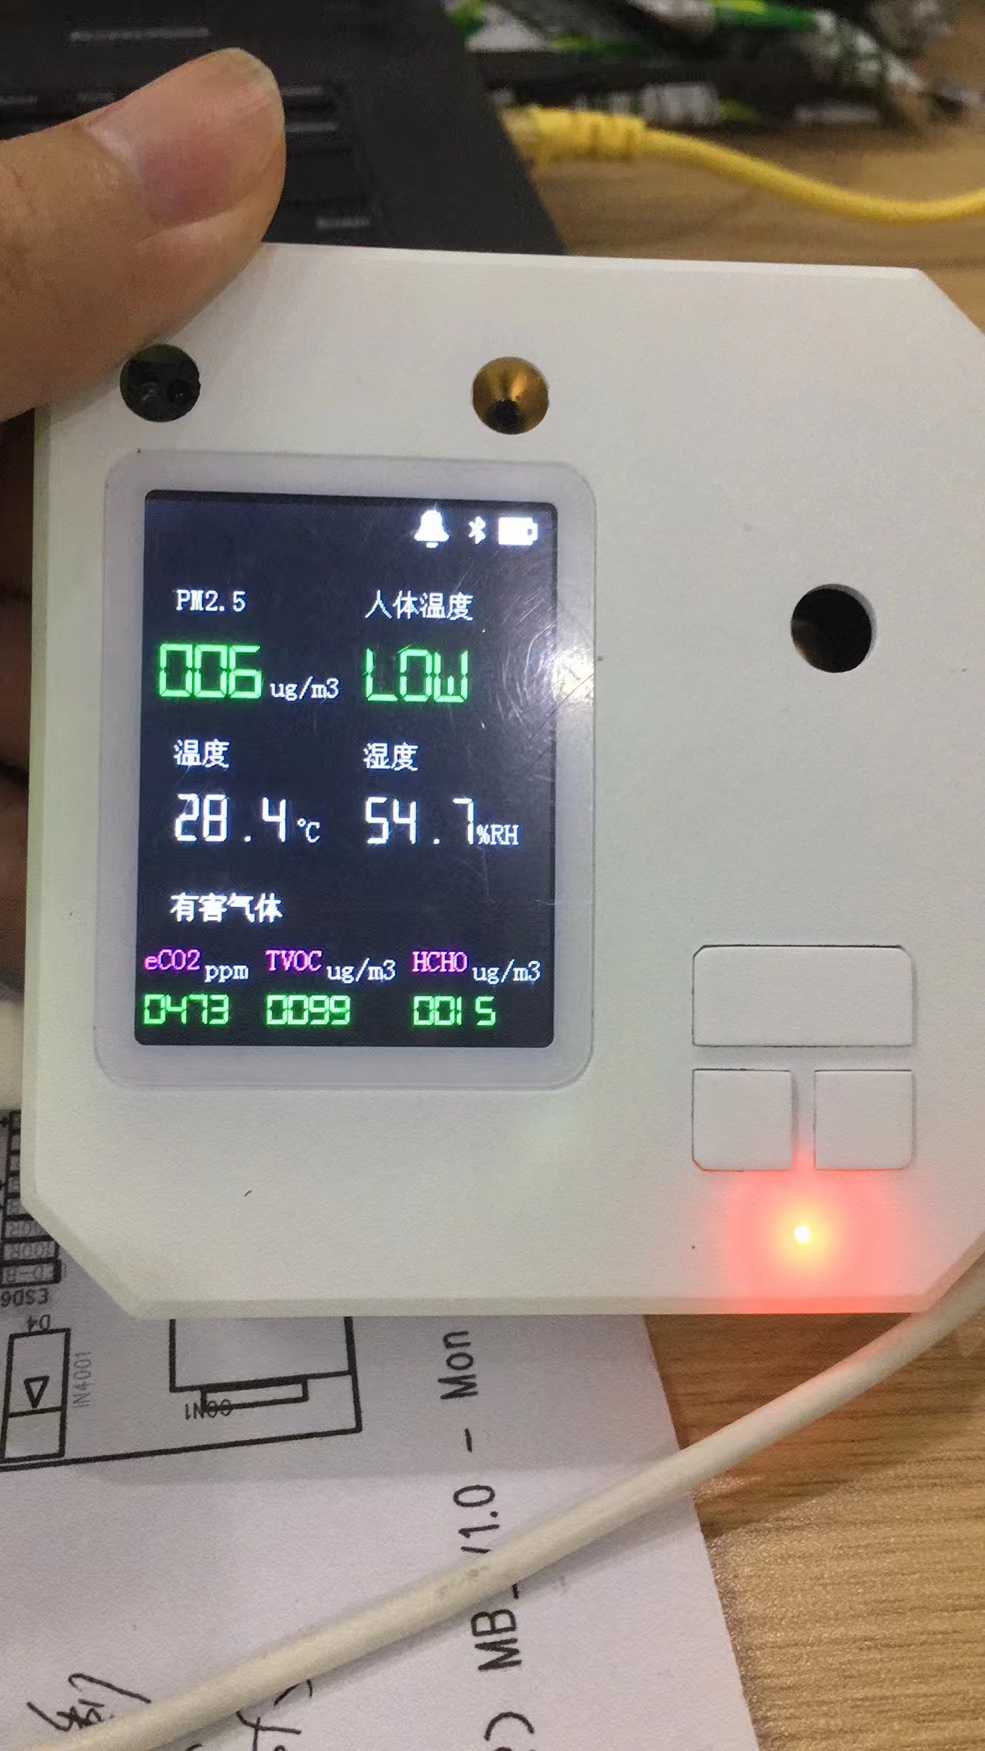 PM2.5 人体温度
006 ug/m3 LOW
温度 湿度
28.4 ℃ 54.7 %RH
有害气体
eCO2 ppm TVOC ug/m3 HCHO ug/m3
0473 0099 0015
ESD6
D4
IN4001
CON1
MB_V1.0 - Mon